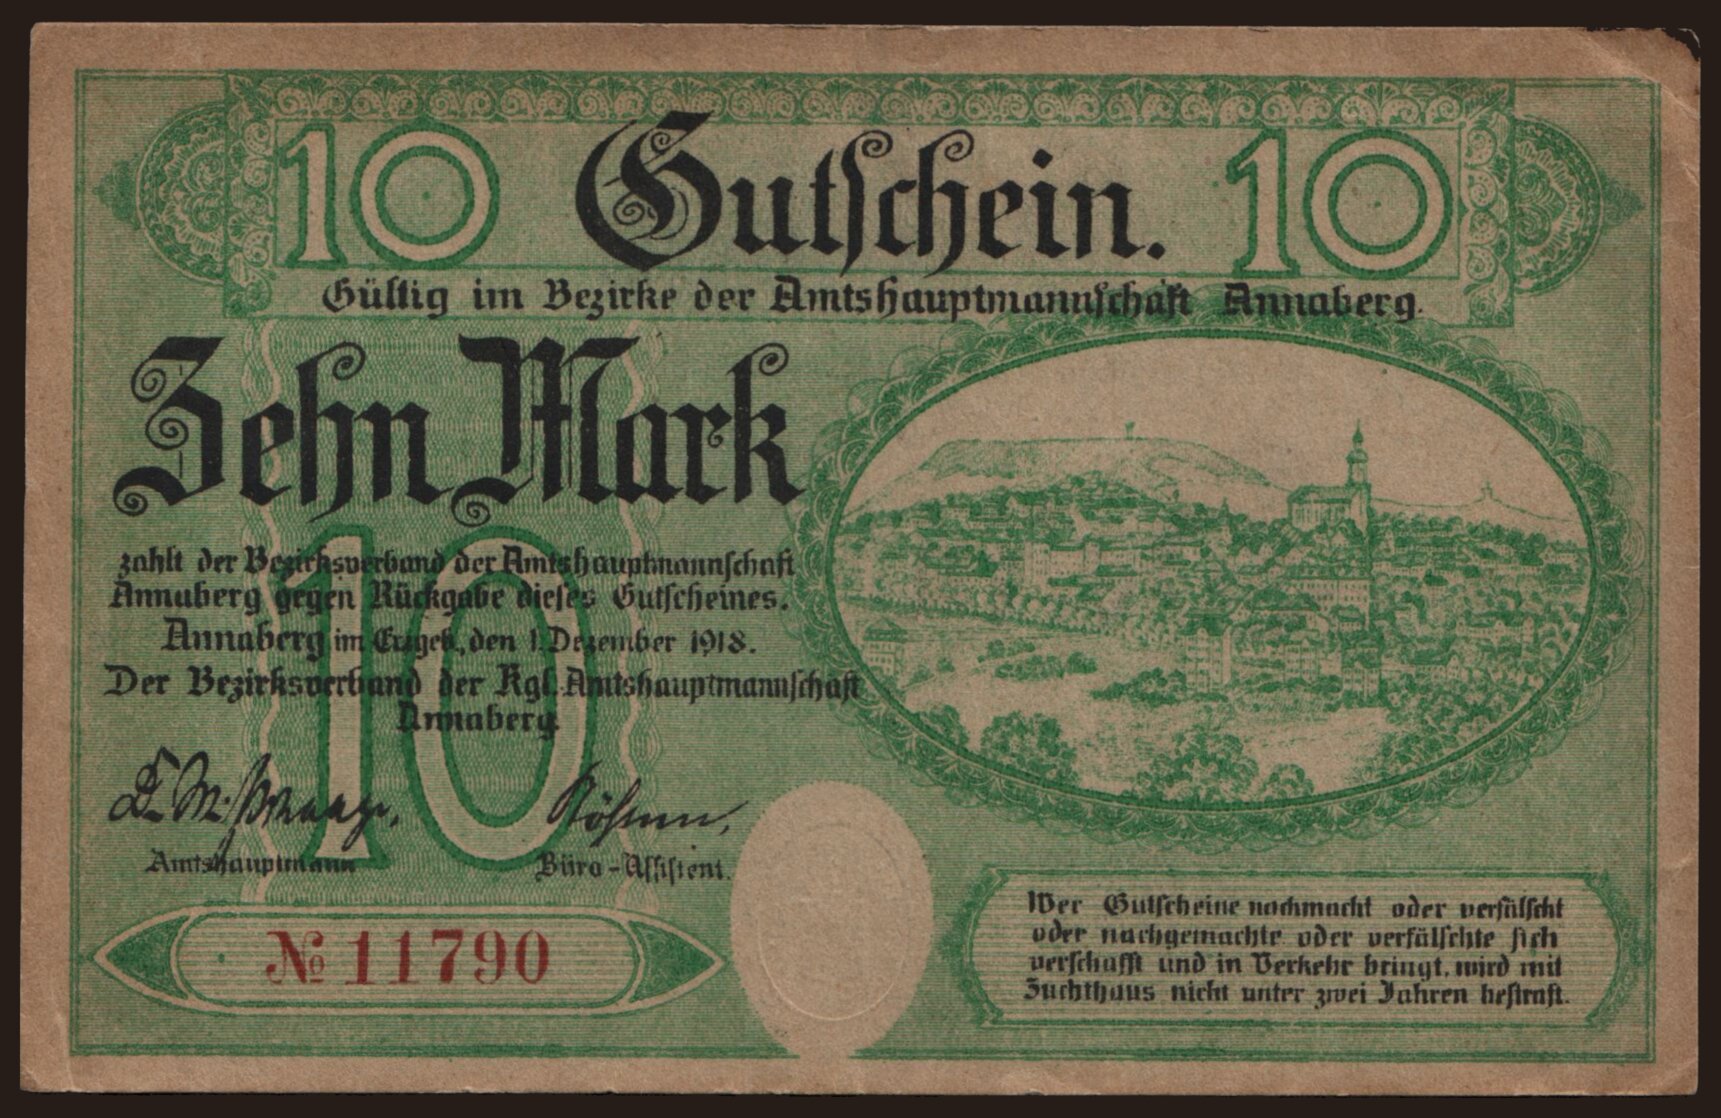 10 Gutschein. 10
Gültig im Bezirke der Amtshauptmannschaft Annaberg.
Zehn Mark
10
zahlt der Bezirksverband der Amtshauptmannschaft
Annaberg gegen Rückgabe dieses Gutscheines.
Annaberg im Erzgeb., den 1. Dezember 1918.
Der Bezirksverband der Kgl. Amtshauptmannschaft
Annaberg.
Amtshauptmann
Büro-Assistent.
№ 11790
Wer Gutscheine nachmacht oder verfälscht
oder nachgemachte oder verfälschte sich
verschafft und in Verkehr bringt, wird mit
Zuchthaus nicht unter zwei Jahren bestraft.